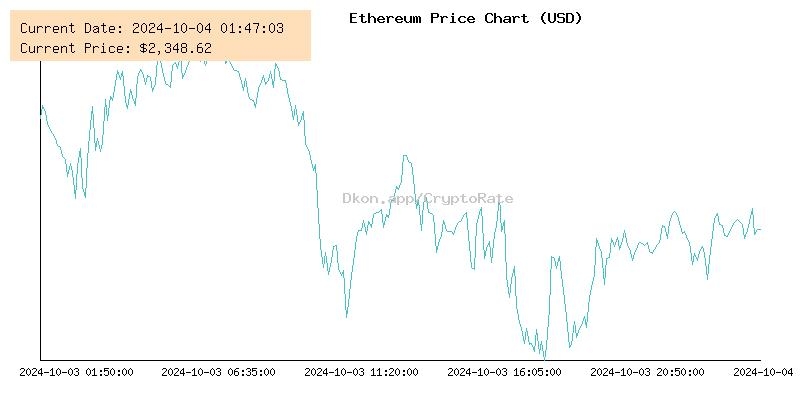 Ethereum Price Chart (USD)
Current Date: 2024-10-04 01:47:03
Current Price: $2,348.62
Dkon.app/CryptoRate
2024-10-03 01:50:00 2024-10-03 06:35:00 2024-10-03 11:20:00 2024-10-03 16:05:00 2024-10-03 20:50:00 2024-10-04